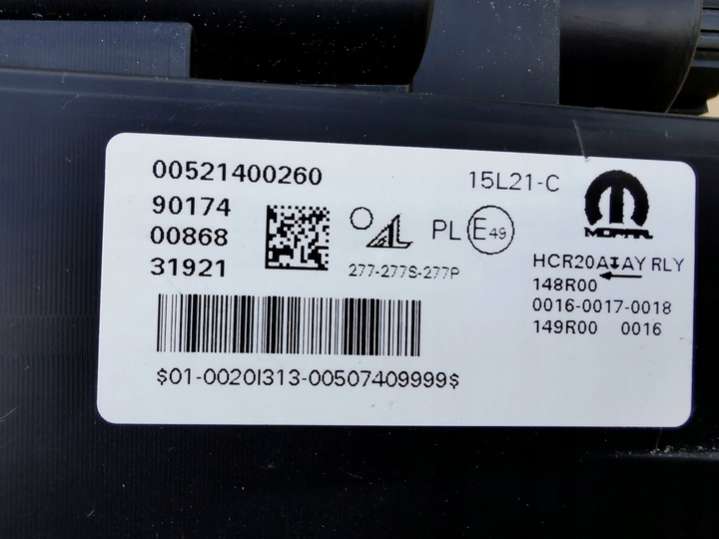 00521400260
90174
00868
31921
15L21-C
AL
PL E49
277-277S-277P
MOPAR
HCR20A AY RLY
148R00
0016-0017-0018
149R00 0016
$01-0020I313-00507409999$